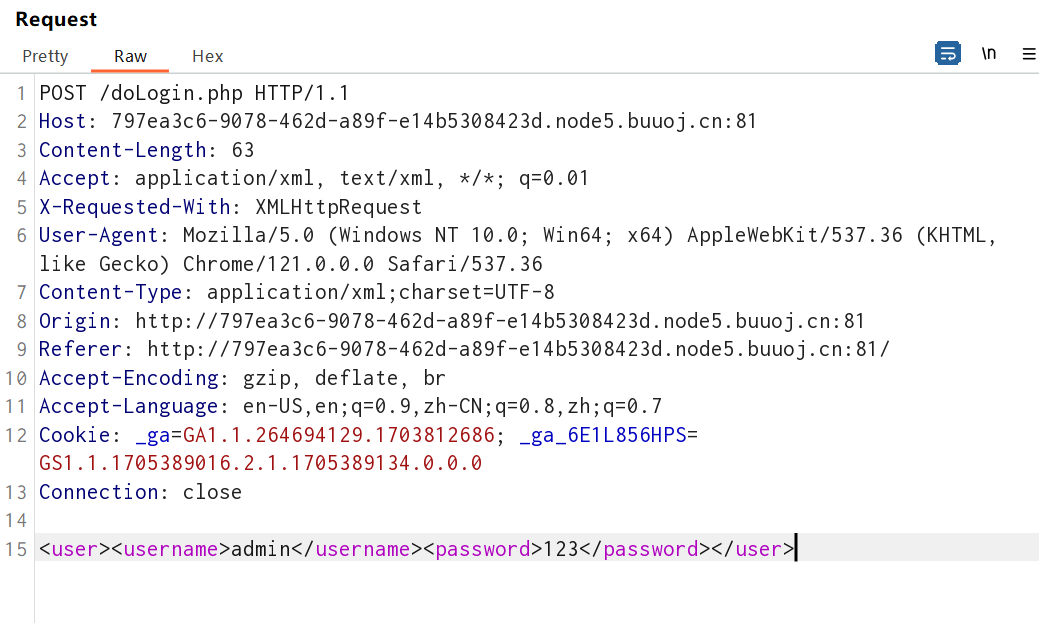 Request
Pretty Raw Hex \n
1 POST /doLogin.php HTTP/1.1
2 Host: 797ea3c6-9078-462d-a89f-e14b5308423d.node5.buuoj.cn:81
3 Content-Length: 63
4 Accept: application/xml, text/xml, */*; q=0.01
5 X-Requested-With: XMLHttpRequest
6 User-Agent: Mozilla/5.0 (Windows NT 10.0; Win64; x64) AppleWebKit/537.36 (KHTML,
like Gecko) Chrome/121.0.0.0 Safari/537.36
7 Content-Type: application/xml;charset=UTF-8
8 Origin: http://797ea3c6-9078-462d-a89f-e14b5308423d.node5.buuoj.cn:81
9 Referer: http://797ea3c6-9078-462d-a89f-e14b5308423d.node5.buuoj.cn:81/
10 Accept-Encoding: gzip, deflate, br
11 Accept-Language: en-US,en;q=0.9,zh-CN;q=0.8,zh;q=0.7
12 Cookie: _ga=GA1.1.264694129.1703812686; _ga_6E1L856HPS=
GS1.1.1705389016.2.1.1705389134.0.0.0
13 Connection: close
14
15 <user><username>admin</username><password>123</password></user>